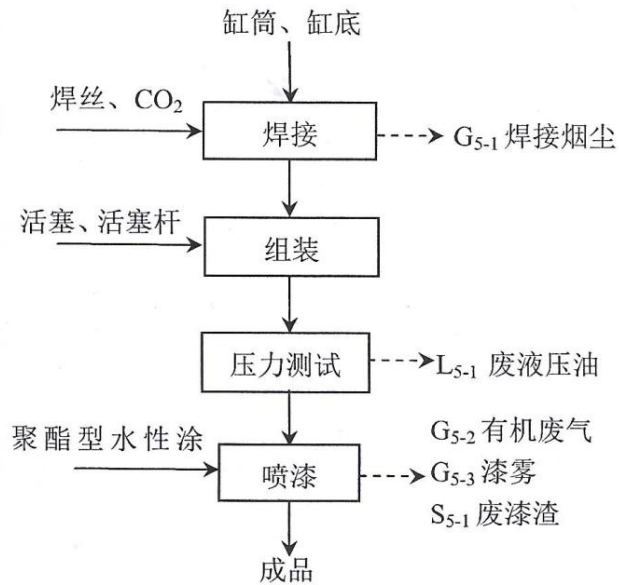 缸筒、缸底
焊丝、CO₂
焊接
G₅₋₁ 焊接烟尘
活塞、活塞杆
组装
压力测试
L₅₋₁ 废液压油
聚酯型水性涂
喷漆
G₅₋₂ 有机废气
G₅₋₃ 漆雾
S₅₋₁ 废漆渣
成品